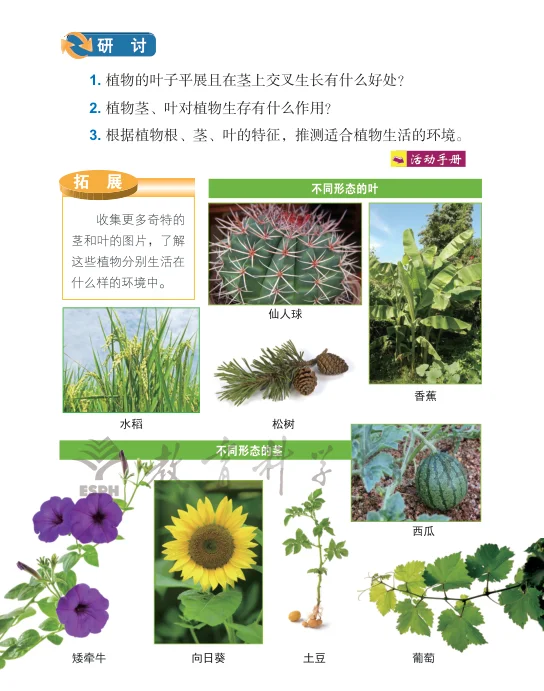 研 讨
1. 植物的叶子平展且在茎上交叉生长有什么好处？
2. 植物茎、叶对植物生存有什么作用？
3. 根据植物根、茎、叶的特征，推测适合植物生活的环境。
活动手册
拓 展
收集更多奇特的
茎和叶的图片，了解
这些植物分别生活在
什么样的环境中。
不同形态的叶
仙人球
香蕉
水稻
松树
不同形态的茎
教育科学
ESPH
西瓜
矮牵牛
向日葵
土豆
葡萄